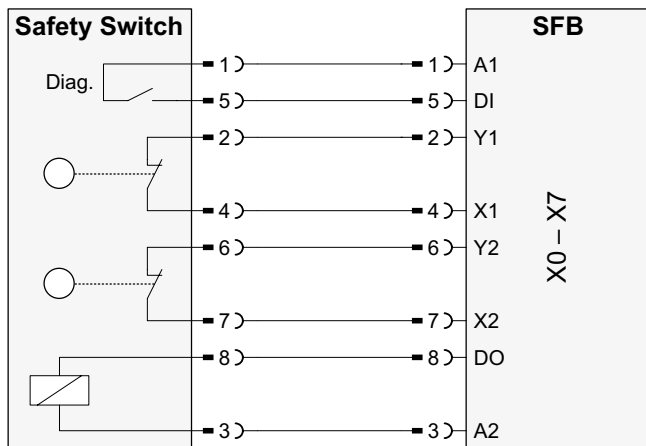 Safety Switch SFB
1 1 A1
Diag.
5 5 DI
2 2 Y1
4 4 X1
6 6 Y2
X0 – X7
7 7 X2
8 8 DO
3 3 A2